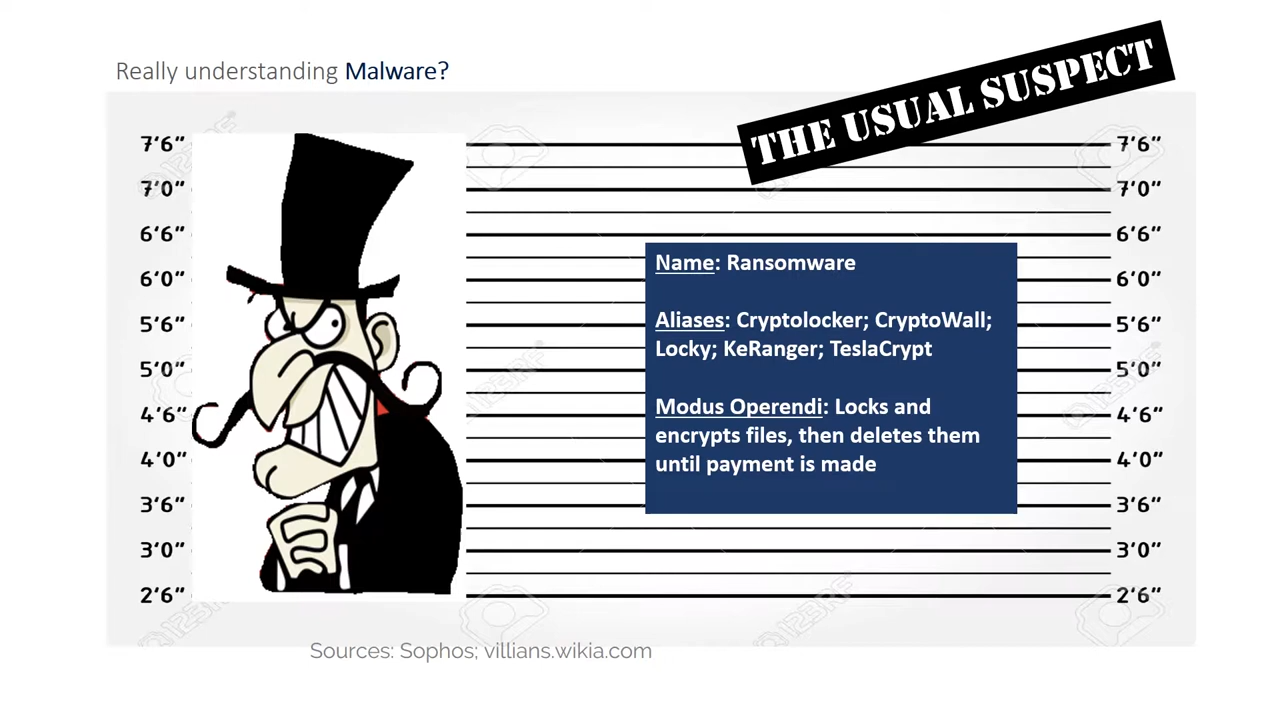 Really understanding Malware?
THE USUAL SUSPECT
7'6" 7'6"
7'0" 7'0"
6'6" 6'6"
6'0" 6'0"
5'6" 5'6"
5'0" 5'0"
4'6" 4'6"
4'0" 4'0"
3'6" 3'6"
3'0" 3'0"
2'6" 2'6"
Name: Ransomware
Aliases: Cryptolocker; CryptoWall;
Locky; KeRanger; TeslaCrypt
Modus Operendi: Locks and
encrypts files, then deletes them
until payment is made
123RF
123RF
123RF
123RF
Sources: Sophos; villians.wikia.com